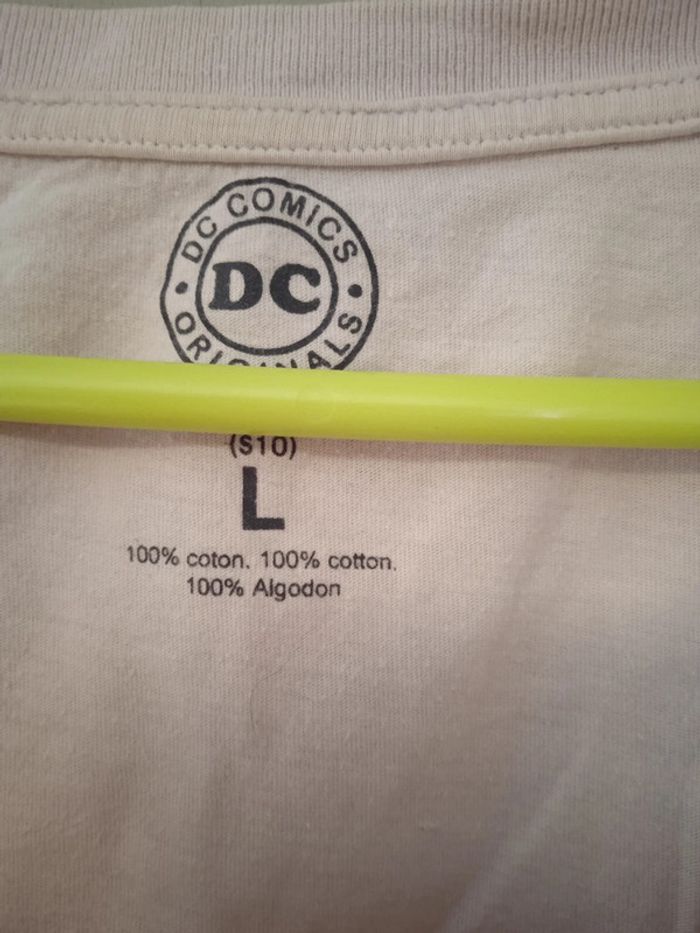 DC COMICS
DC
ORIGINALS
(S10)
L
100% coton. 100% cotton.
100% Algodon